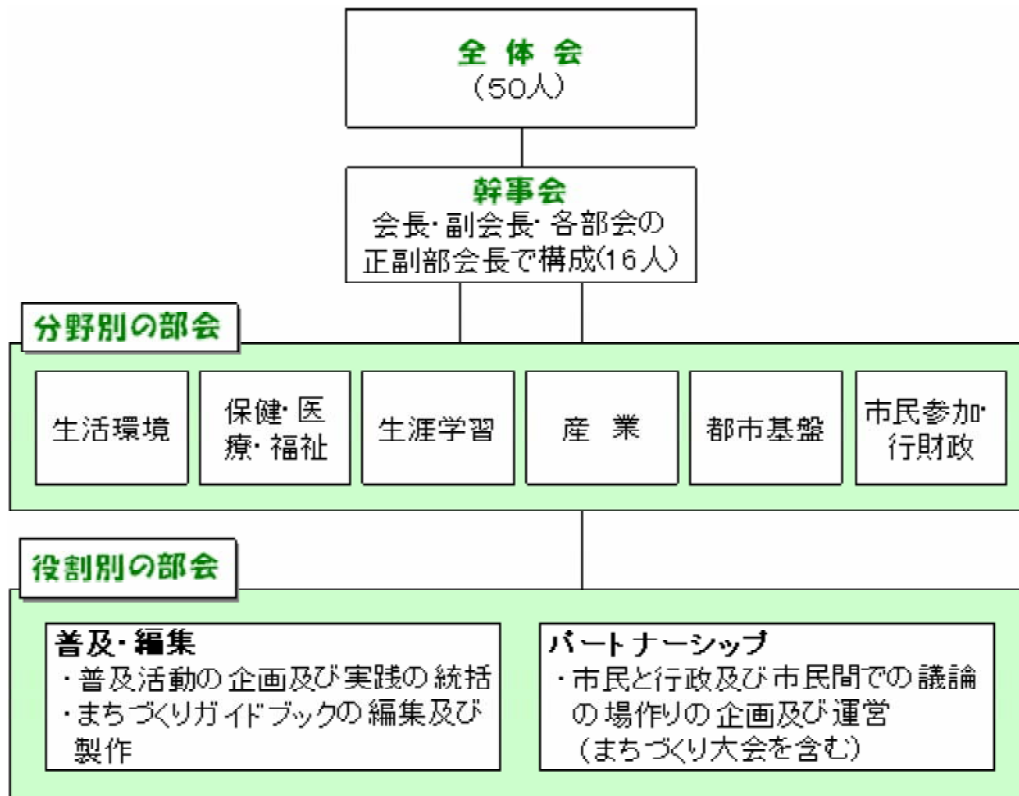 全 体 会
(50人)
幹事会
会長・副会長・各部会の
正副部会長で構成(16人)
分野別の部会
生活環境
保健・医
療・福祉
生涯学習
産 業
都市基盤
市民参加・
行財政
役割別の部会
普及・編集
・普及活動の企画及び実践の統括
・まちづくりガイドブックの編集及び
製作
パートナーシップ
・市民と行政及び市民間での議論
の場作りの企画及び運営
(まちづくり大会を含む)